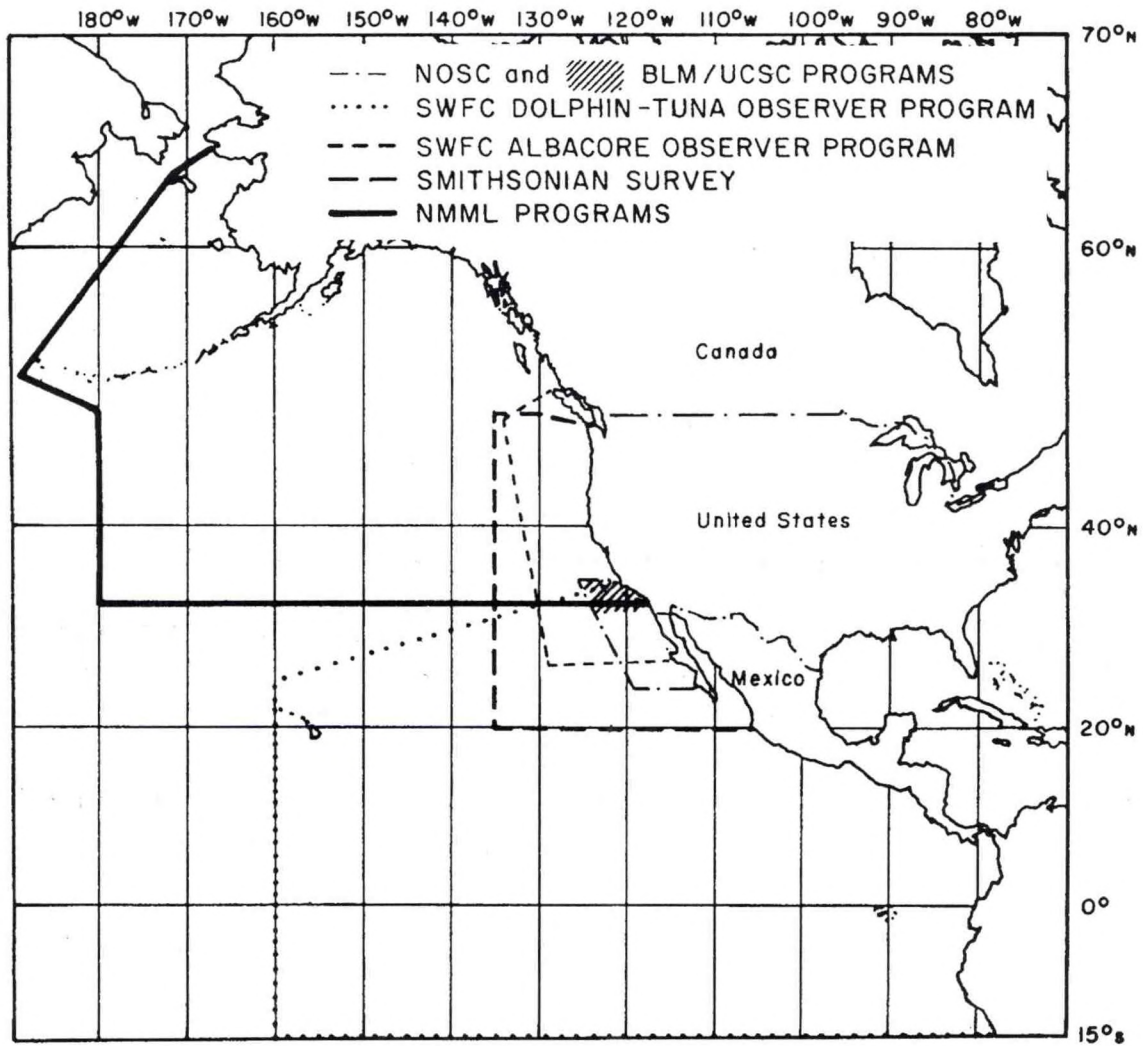 180°W 170°W 160°W 150°W 140°W 130°W 120°W 110°W 100°W 90°W 80°W
70°N
NOSC and BLM/UCSC PROGRAMS
SWFC DOLPHIN-TUNA OBSERVER PROGRAM
SWFC ALBACORE OBSERVER PROGRAM
SMITHSONIAN SURVEY
NMML PROGRAMS
60°N
Canada
United States
40°N
Mexico
20°N
0°
15°S